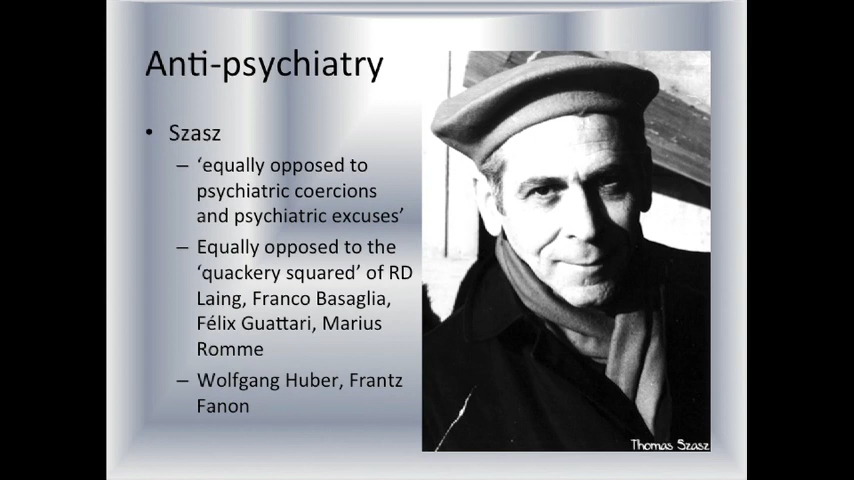 Anti-psychiatry
• Szasz
– ‘equally opposed to
psychiatric coercions
and psychiatric excuses’
– Equally opposed to the
‘quackery squared’ of RD
Laing, Franco Basaglia,
Félix Guattari, Marius
Romme
– Wolfgang Huber, Frantz
Fanon
Thomas Szasz